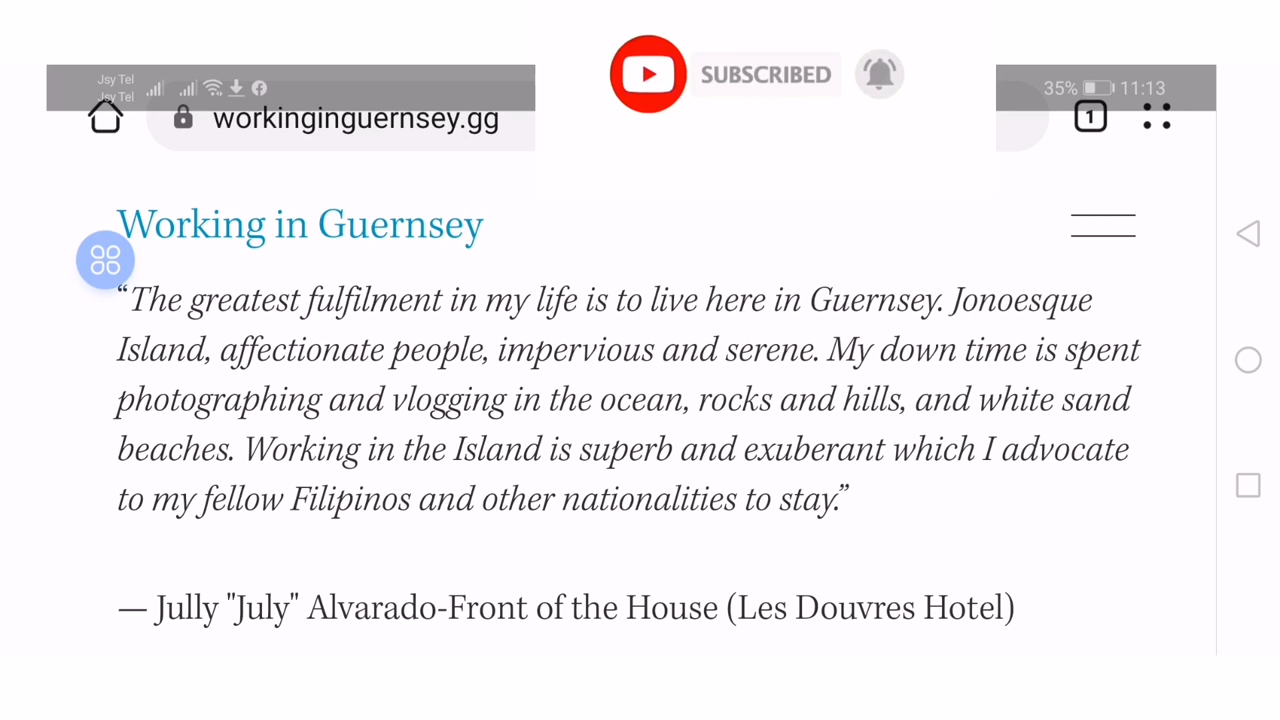 SUBSCRIBED
Jsy Tel
Jsy Tel
35% 11:13
workinginguernsey.gg
1
Working in Guernsey
“The greatest fulfilment in my life is to live here in Guernsey. Jonoesque
Island, affectionate people, impervious and serene. My down time is spent
photographing and vlogging in the ocean, rocks and hills, and white sand
beaches. Working in the Island is superb and exuberant which I advocate
to my fellow Filipinos and other nationalities to stay.”
— Jully "July" Alvarado-Front of the House (Les Douvres Hotel)